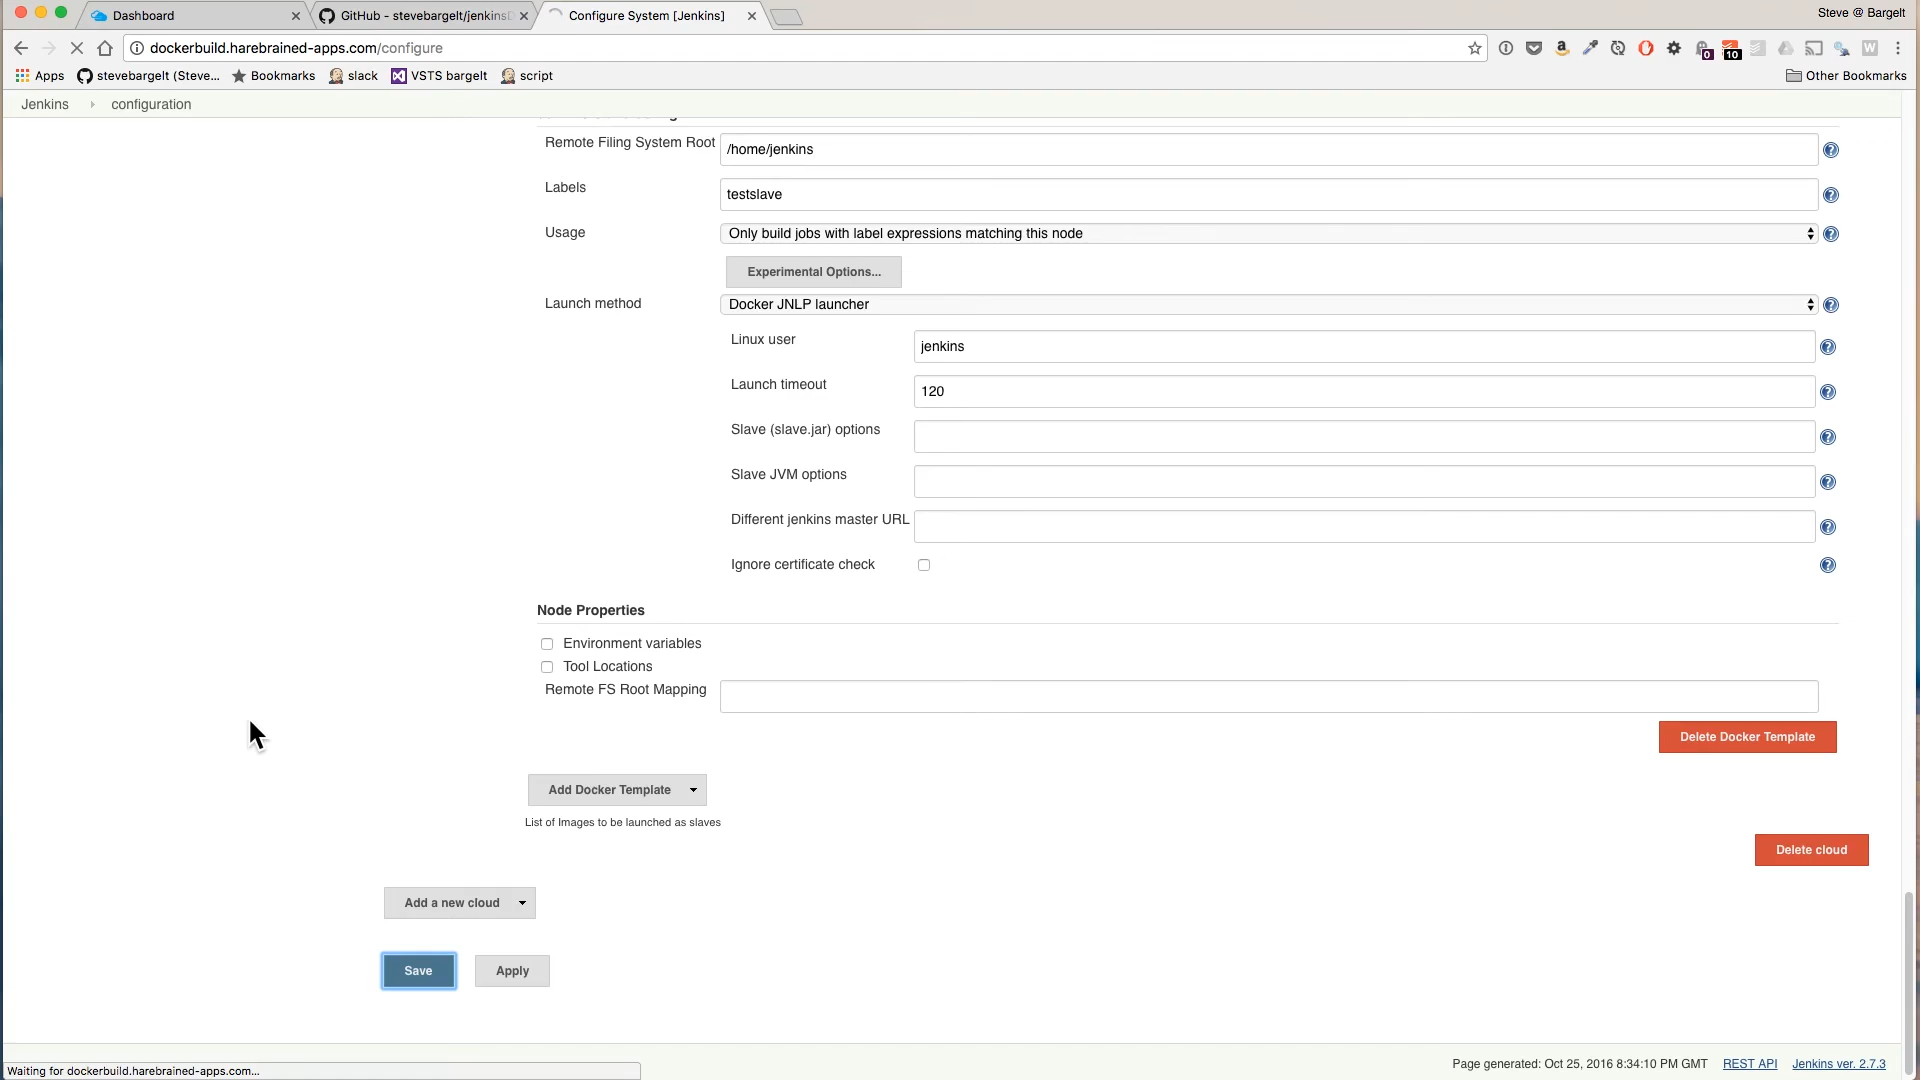 Dashboard
GitHub - stevebargelt/jenkins
Configure System [Jenkins]
Steve @ Bargelt
dockerbuild.harebrained-apps.com/configure
0
10
Apps
stevebargelt (Steve...
Bookmarks
slack
VSTS bargelt
script
Other Bookmarks
Jenkins
configuration
Remote Filing System Root
/home/jenkins
Labels
testslave
Usage
Only build jobs with label expressions matching this node
Experimental Options...
Launch method
Docker JNLP launcher
Linux user
jenkins
Launch timeout
120
Slave (slave.jar) options
Slave JVM options
Different jenkins master URL
Ignore certificate check
Node Properties
Environment variables
Tool Locations
Remote FS Root Mapping
Delete Docker Template
Add Docker Template
List of Images to be launched as slaves
Delete cloud
Add a new cloud
Save
Apply
Page generated: Oct 25, 2016 8:34:10 PM GMT
REST API
Jenkins ver. 2.7.3
Waiting for dockerbuild.harebrained-apps.com...